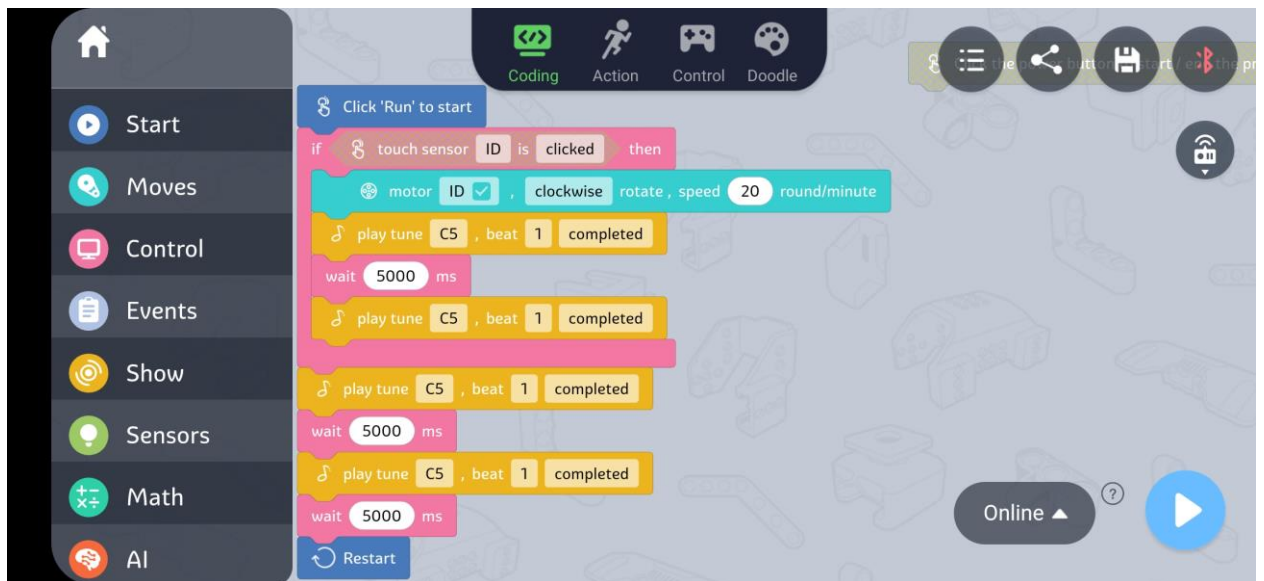 Coding Action Control Doodle
Start
Moves
Control
Events
Show
Sensors
Math
AI
Click 'Run' to start
if touch sensor ID is clicked then
motor ID , clockwise rotate , speed 20 round/minute
play tune C5 , beat 1 completed
wait 5000 ms
play tune C5 , beat 1 completed
play tune C5 , beat 1 completed
wait 5000 ms
play tune C5 , beat 1 completed
wait 5000 ms
Restart
Online
?